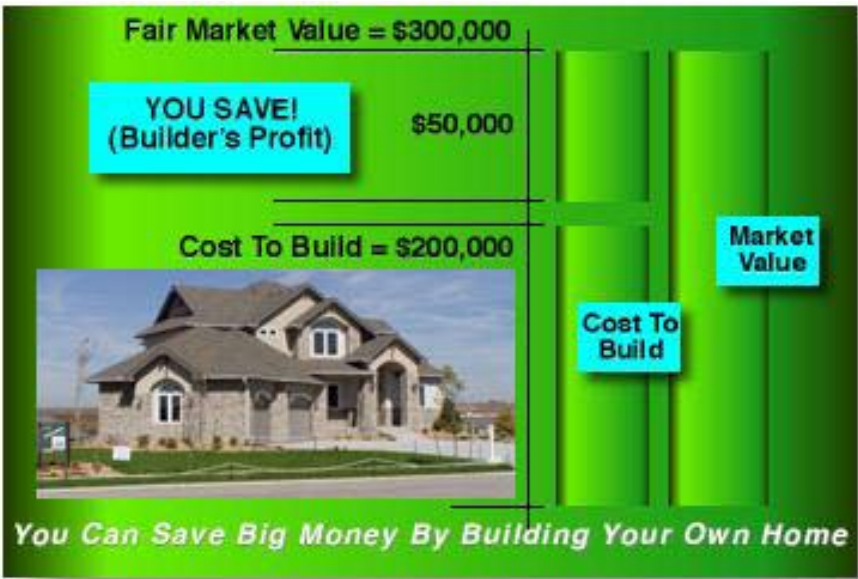 Fair Market Value = $300,000
YOU SAVE!
(Builder's Profit)
$50,000
Cost To Build = $200,000
Market
Value
Cost To
Build
You Can Save Big Money By Building Your Own Home